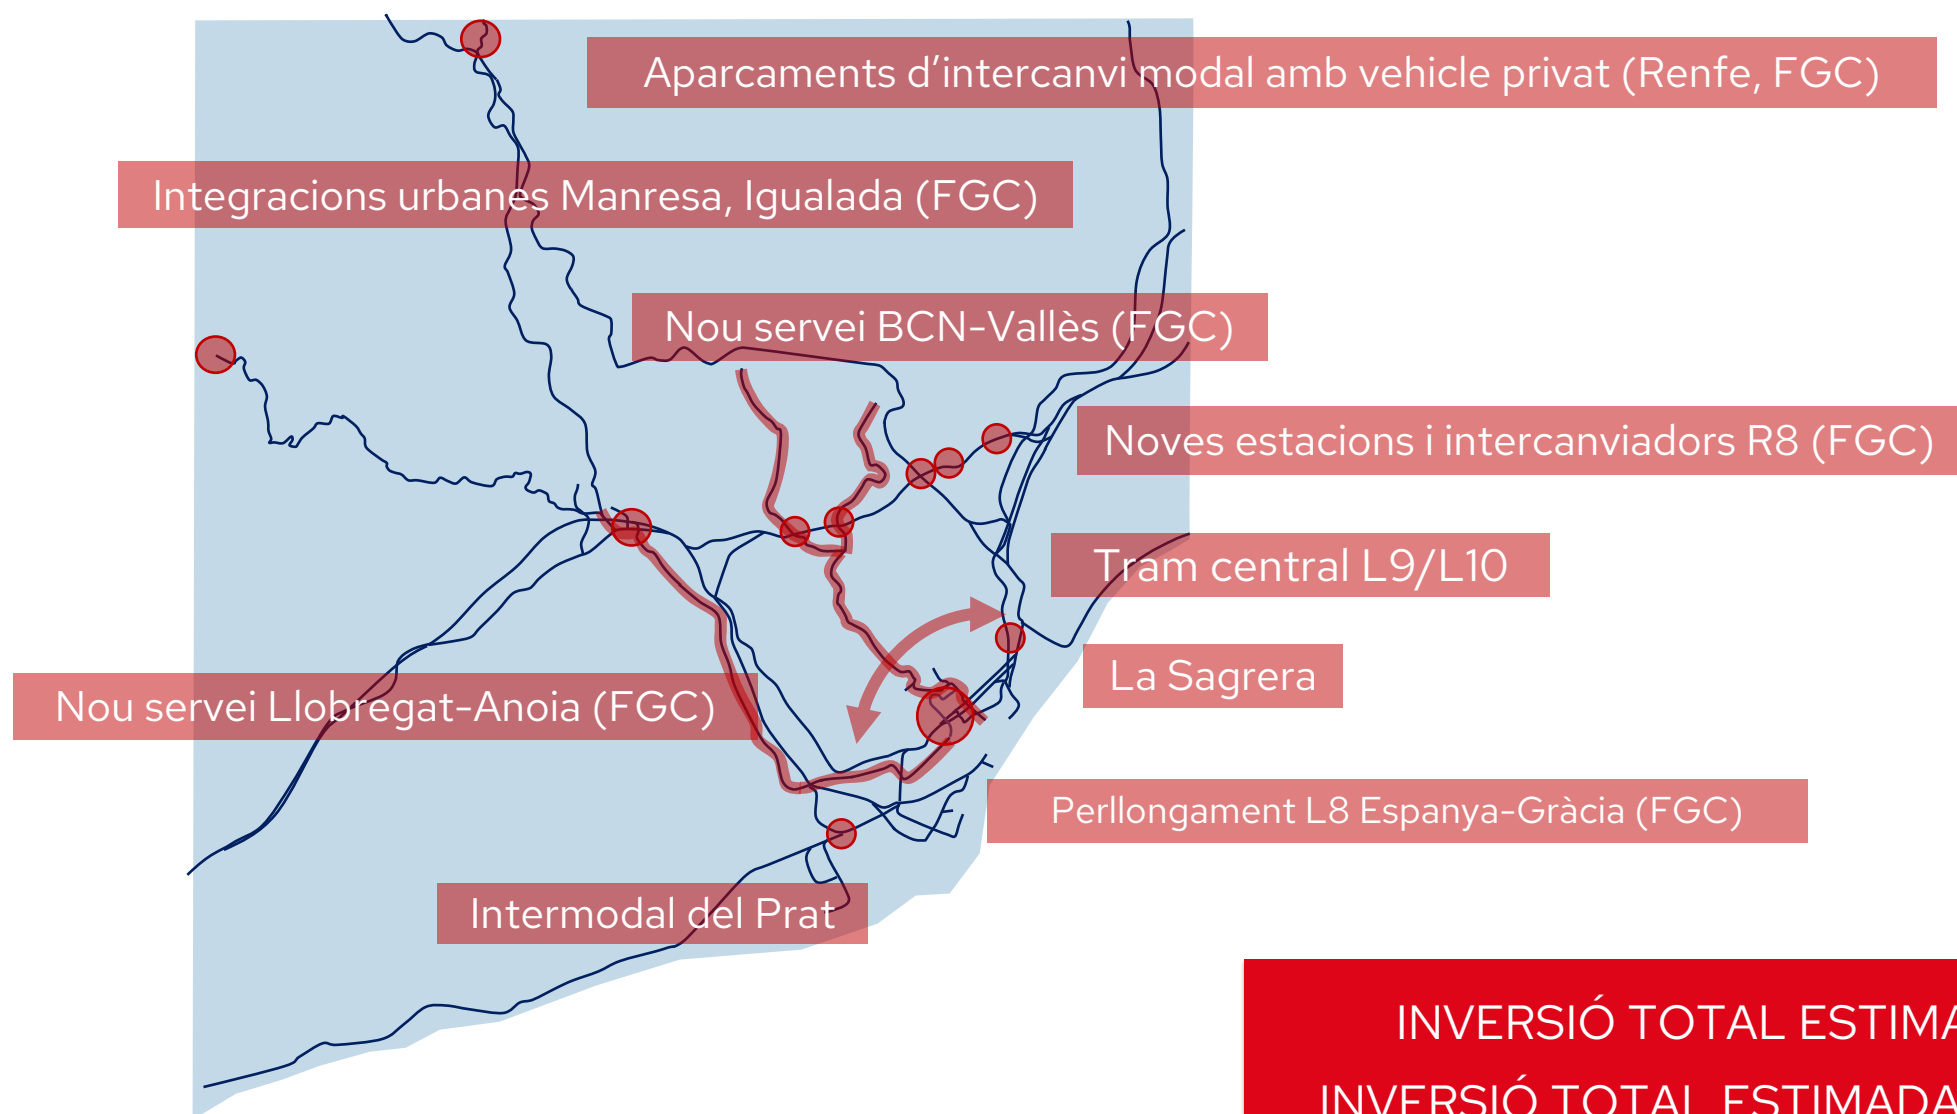 Aparcaments d’intercanvi modal amb vehicle privat (Renfe, FGC)
Integracions urbanes Manresa, Igualada (FGC)
Nou servei BCN-Vallès (FGC)
Noves estacions i intercanviadors R8 (FGC)
Tram central L9/L10
La Sagrera
Nou servei Llobregat-Anoia (FGC)
Perllongament L8 Espanya-Gràcia (FGC)
Intermodal del Prat
INVERSIÓ TOTAL
INVERSIÓ TOTAL ESTIMADA